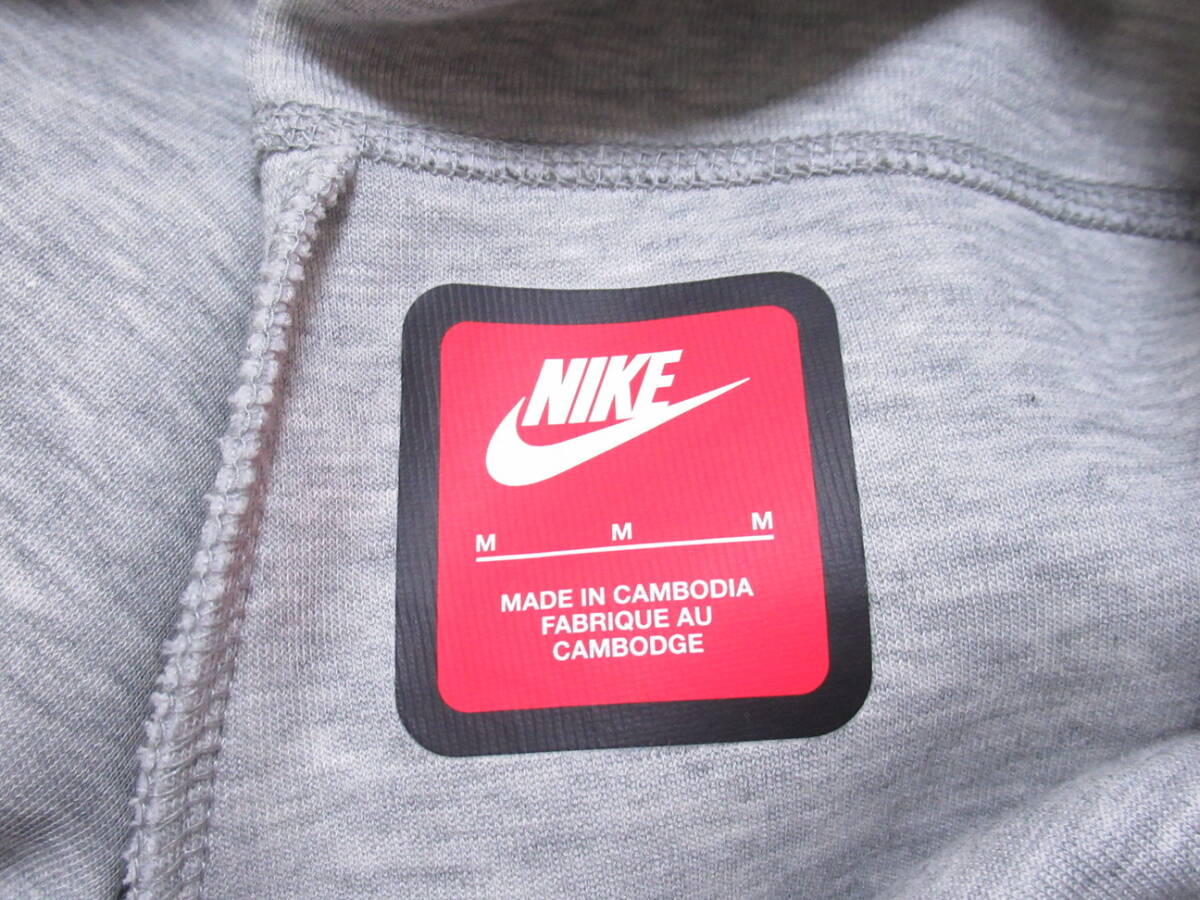 NIKE
M M M
MADE IN CAMBODIA
FABRIQUE AU
CAMBODGE